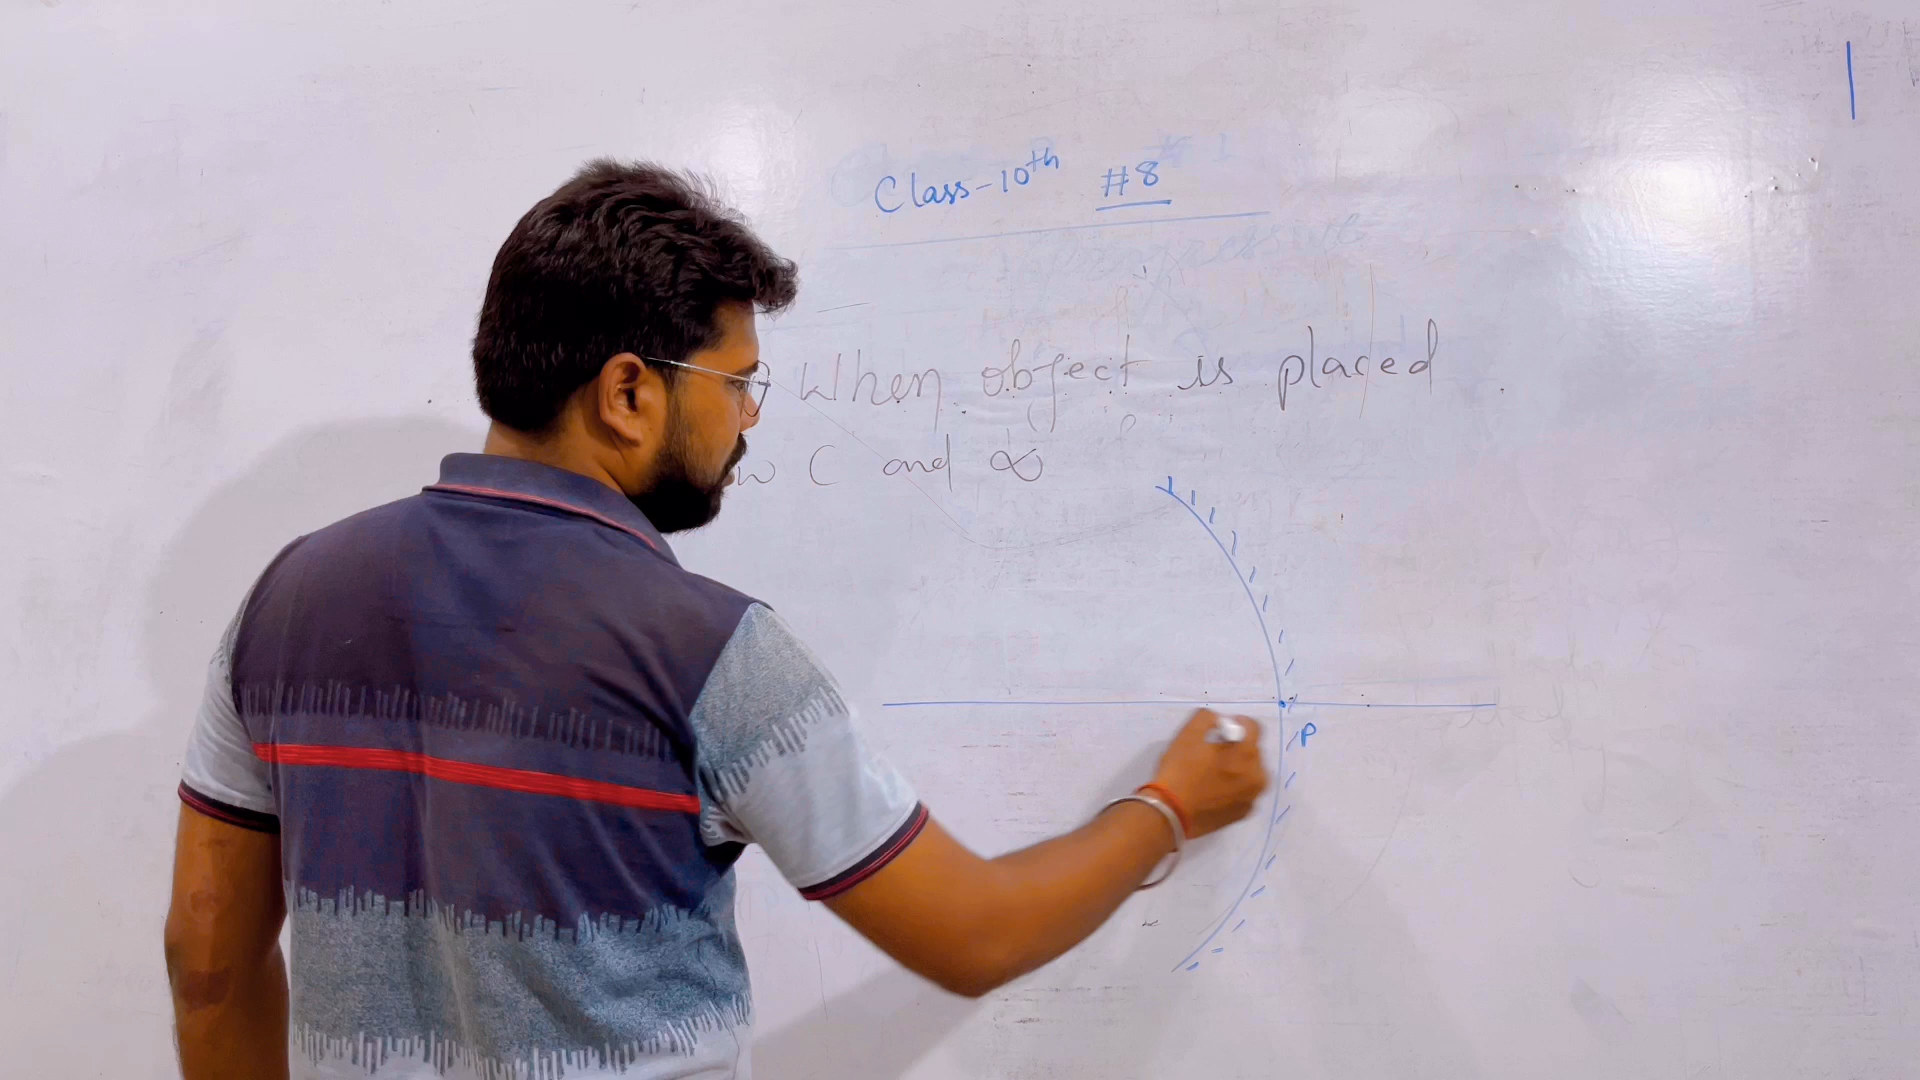 Class-10th #8
When object is placed
w C and ∞
P